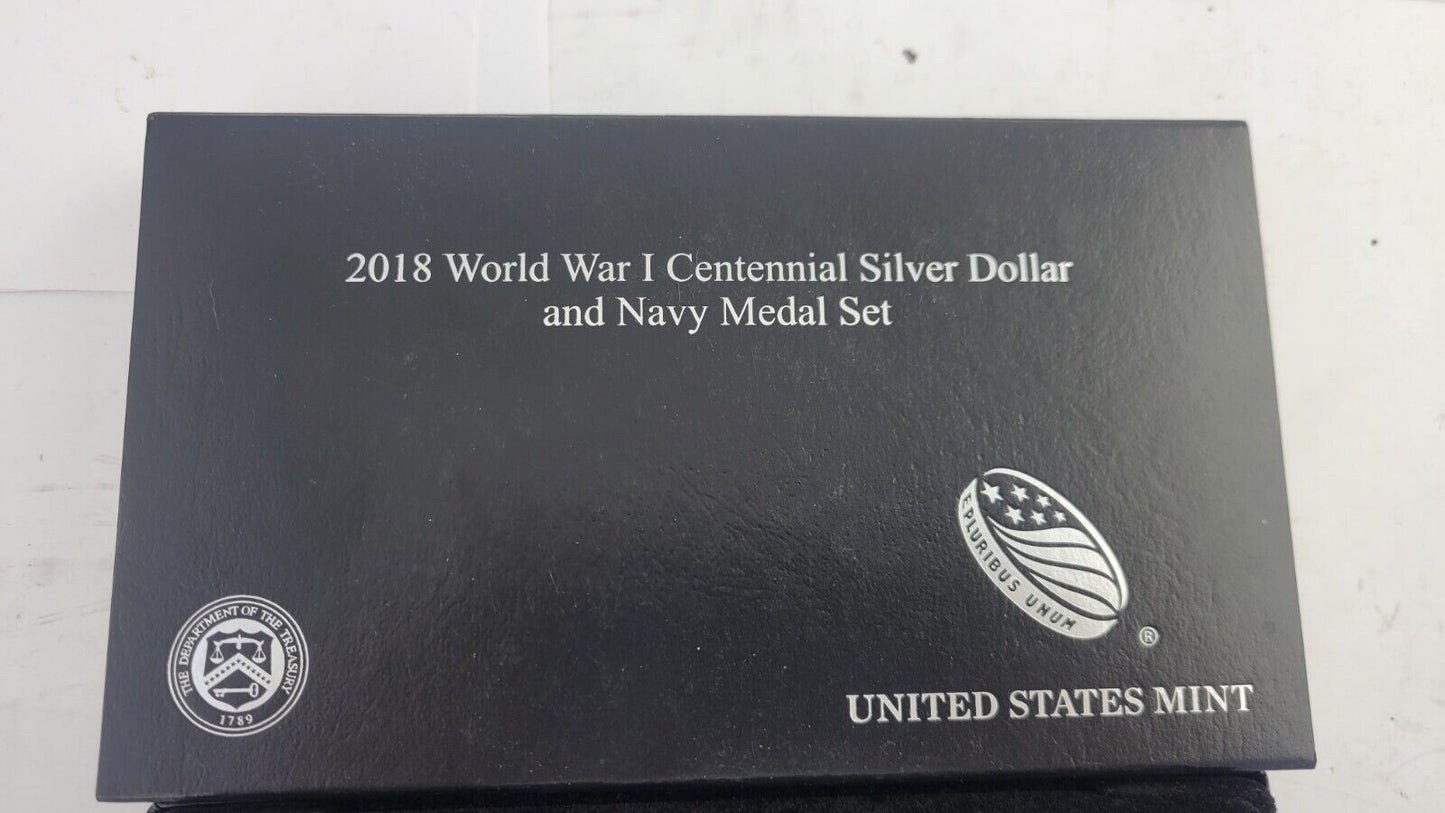 2018 World War I Centennial Silver Dollar
and Navy Medal Set
E PLURIBUS UNUM
®
THE DEPARTMENT OF THE TREASURY
1789
UNITED STATES MINT